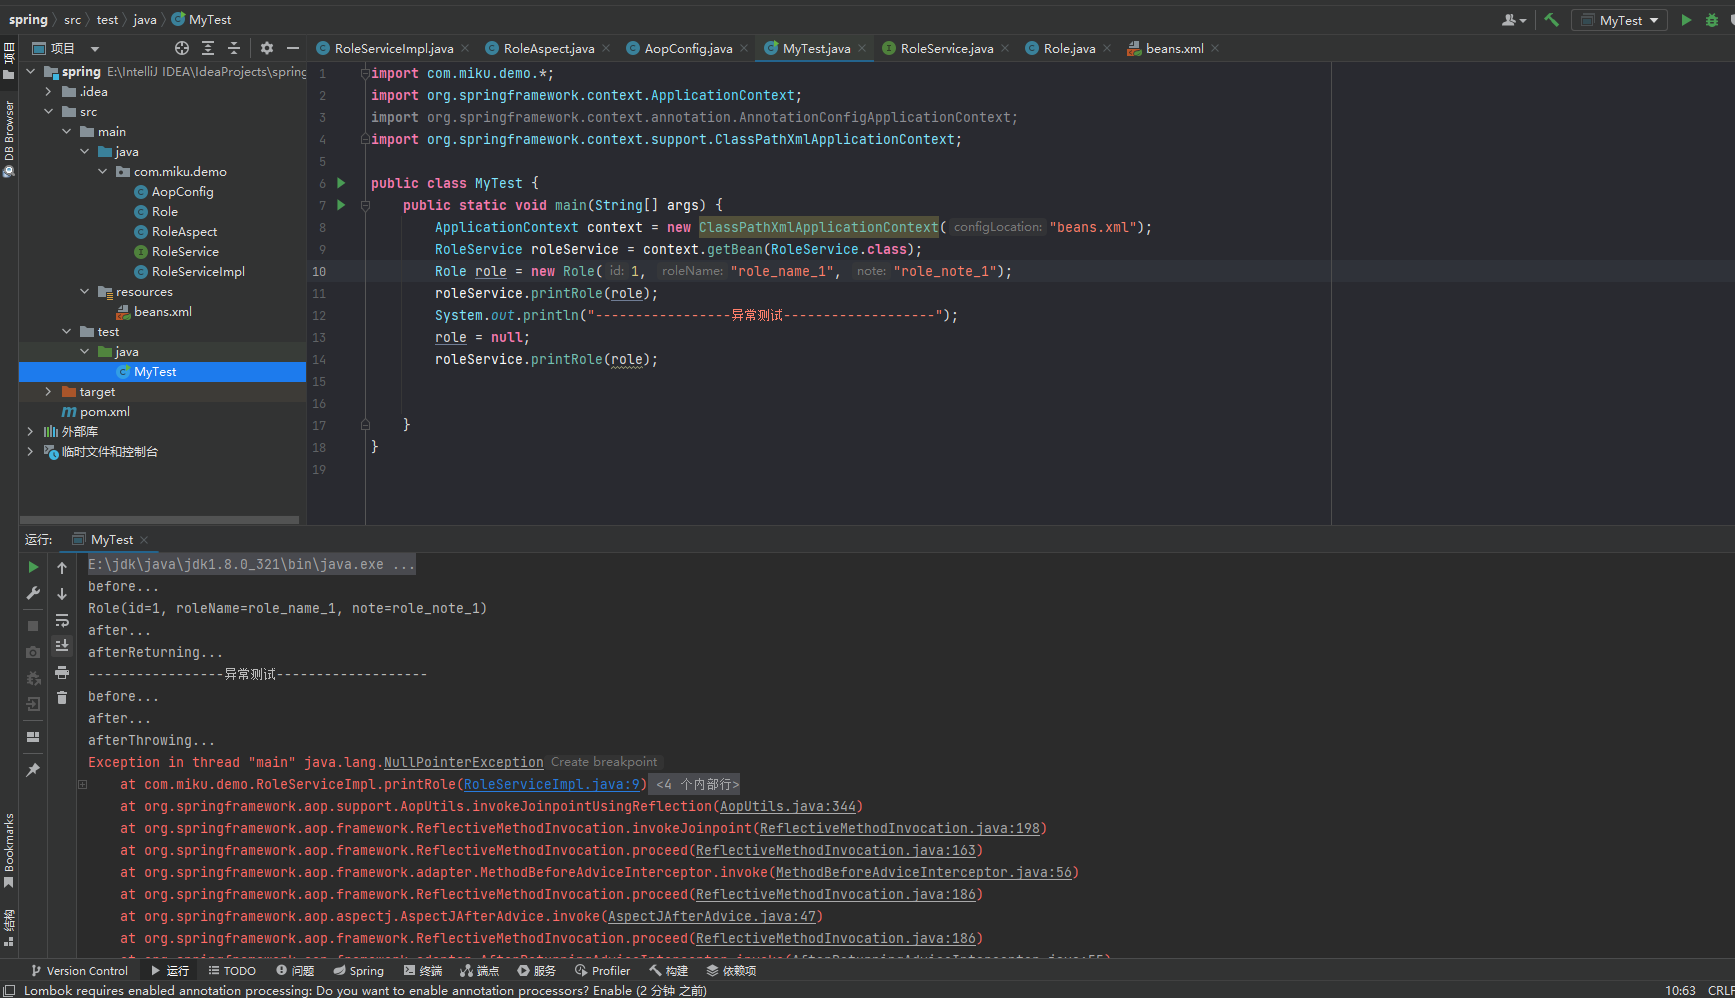 spring src test java MyTest
MyTest
项目
RoleServiceImpl.java RoleAspect.java AopConfig.java MyTest.java RoleService.java Role.java beans.xml
项目
DB Browser
spring E:\IntelliJ IDEA\IdeaProjects\spring
.idea
src
main
java
com.miku.demo
AopConfig
Role
RoleAspect
RoleService
RoleServiceImpl
resources
beans.xml
test
java
MyTest
target
pom.xml
外部库
临时文件和控制台
1 import com.miku.demo.*;
2 import org.springframework.context.ApplicationContext;
3 import org.springframework.context.annotation.AnnotationConfigApplicationContext;
4 import org.springframework.context.support.ClassPathXmlApplicationContext;
5
6 public class MyTest {
7 public static void main(String[] args) {
8 ApplicationContext context = new ClassPathXmlApplicationContext( configLocation: "beans.xml");
9 RoleService roleService = context.getBean(RoleService.class);
10 Role role = new Role( id: 1, roleName: "role_name_1", note: "role_note_1");
11 roleService.printRole(role);
12 System.out.println("-----------------异常测试-------------------");
13 role = null;
14 roleService.printRole(role);
15
16
17 }
18 }
19
运行: MyTest
E:\jdk\java\jdk1.8.0_321\bin\java.exe ...
before...
Role(id=1, roleName=role_name_1, note=role_note_1)
after...
afterReturning...
-----------------异常测试-------------------
before...
after...
afterThrowing...
Exception in thread "main" java.lang.NullPointerException Create breakpoint
at com.miku.demo.RoleServiceImpl.printRole(RoleServiceImpl.java:9) <4 个内部行>
at org.springframework.aop.support.AopUtils.invokeJoinpointUsingReflection(AopUtils.java:344)
at org.springframework.aop.framework.ReflectiveMethodInvocation.invokeJoinpoint(ReflectiveMethodInvocation.java:198)
at org.springframework.aop.framework.ReflectiveMethodInvocation.proceed(ReflectiveMethodInvocation.java:163)
at org.springframework.aop.framework.adapter.MethodBeforeAdviceInterceptor.invoke(MethodBeforeAdviceInterceptor.java:56)
at org.springframework.aop.framework.ReflectiveMethodInvocation.proceed(ReflectiveMethodInvocation.java:186)
at org.springframework.aop.aspectj.AspectJAfterAdvice.invoke(AspectJAfterAdvice.java:47)
at org.springframework.aop.framework.ReflectiveMethodInvocation.proceed(ReflectiveMethodInvocation.java:186)
at org.springframework.aop.framework.adapter.AfterReturningAdviceInterceptor.invoke(AfterReturningAdviceInterceptor.java:55)
Bookmarks
结构
Version Control 运行 TODO 问题 Spring 终端 端点 服务 Profiler 构建 依赖项
Lombok requires enabled annotation processing: Do you want to enable annotation processors? Enable (2 分钟 之前) 10:63 CRLF